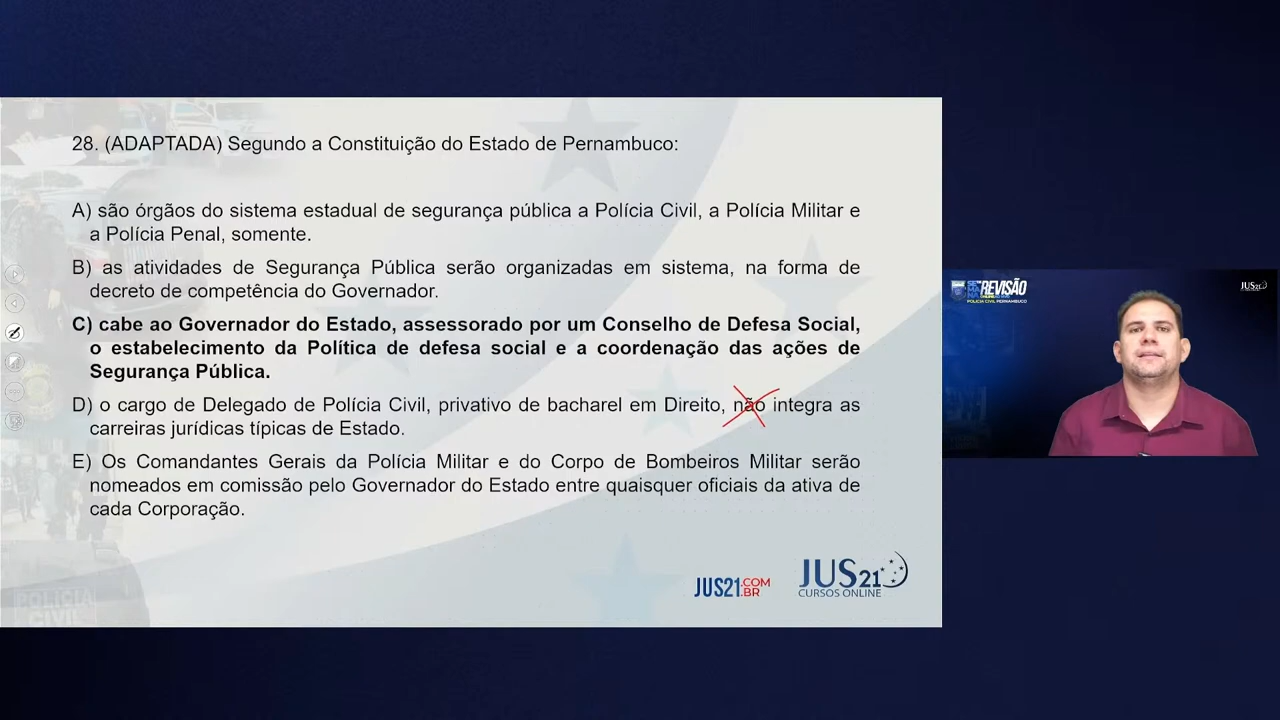 28. (ADAPTADA) Segundo a Constituição do Estado de Pernambuco:
A) são órgãos do sistema estadual de segurança pública a Polícia Civil, a Polícia Militar e
a Polícia Penal, somente.
B) as atividades de Segurança Pública serão organizadas em sistema, na forma de
decreto de competência do Governador.
C) cabe ao Governador do Estado, assessorado por um Conselho de Defesa Social,
o estabelecimento da Política de defesa social e a coordenação das ações de
Segurança Pública.
D) o cargo de Delegado de Polícia Civil, privativo de bacharel em Direito, não integra as
carreiras jurídicas típicas de Estado.
E) Os Comandantes Gerais da Polícia Militar e do Corpo de Bombeiros Militar serão
nomeados em comissão pelo Governador do Estado entre quaisquer oficiais da ativa de
cada Corporação.
JUS21.COM.BR
JUS21
CURSOS ONLINE
POLÍCIA
CIVIL
REVISÃO
POLÍCIA CIVIL PERNAMBUCO
JUS21